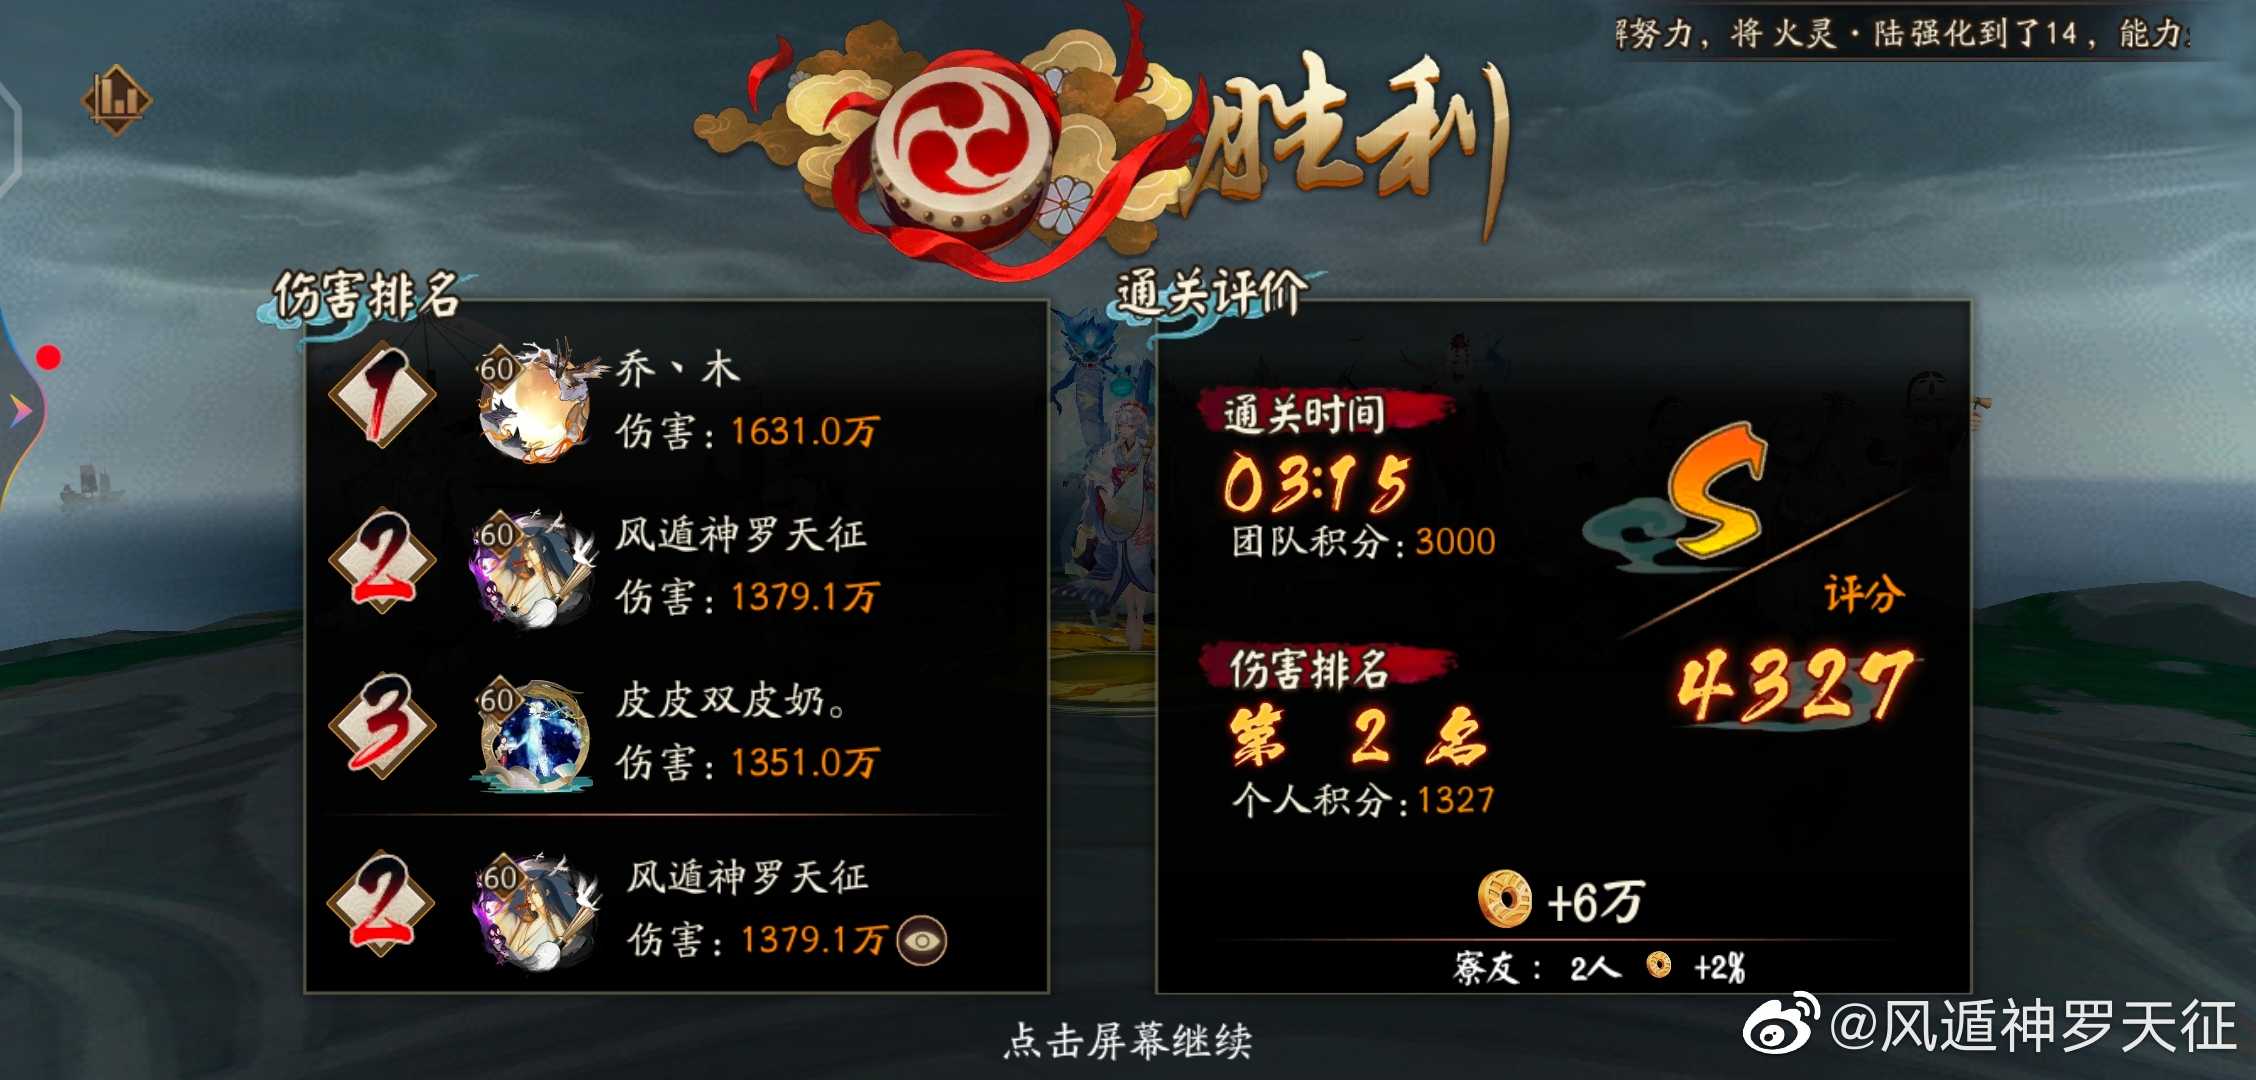 努力，将 火灵·陆强化到了14，能力
胜利
伤害排名
1
60
乔丶木
伤害：1631.0万
2
60
风遁神罗天征
伤害：1379.1万
3
60
皮皮双皮奶。
伤害：1351.0万
2
60
风遁神罗天征
伤害：1379.1万
通关评价
通关时间
03:15
团队积分：3000
S
评分
4327
伤害排名
第 2 名
个人积分：1327
+6万
寮友： 2人 +2%
点击屏幕继续
@风遁神罗天征